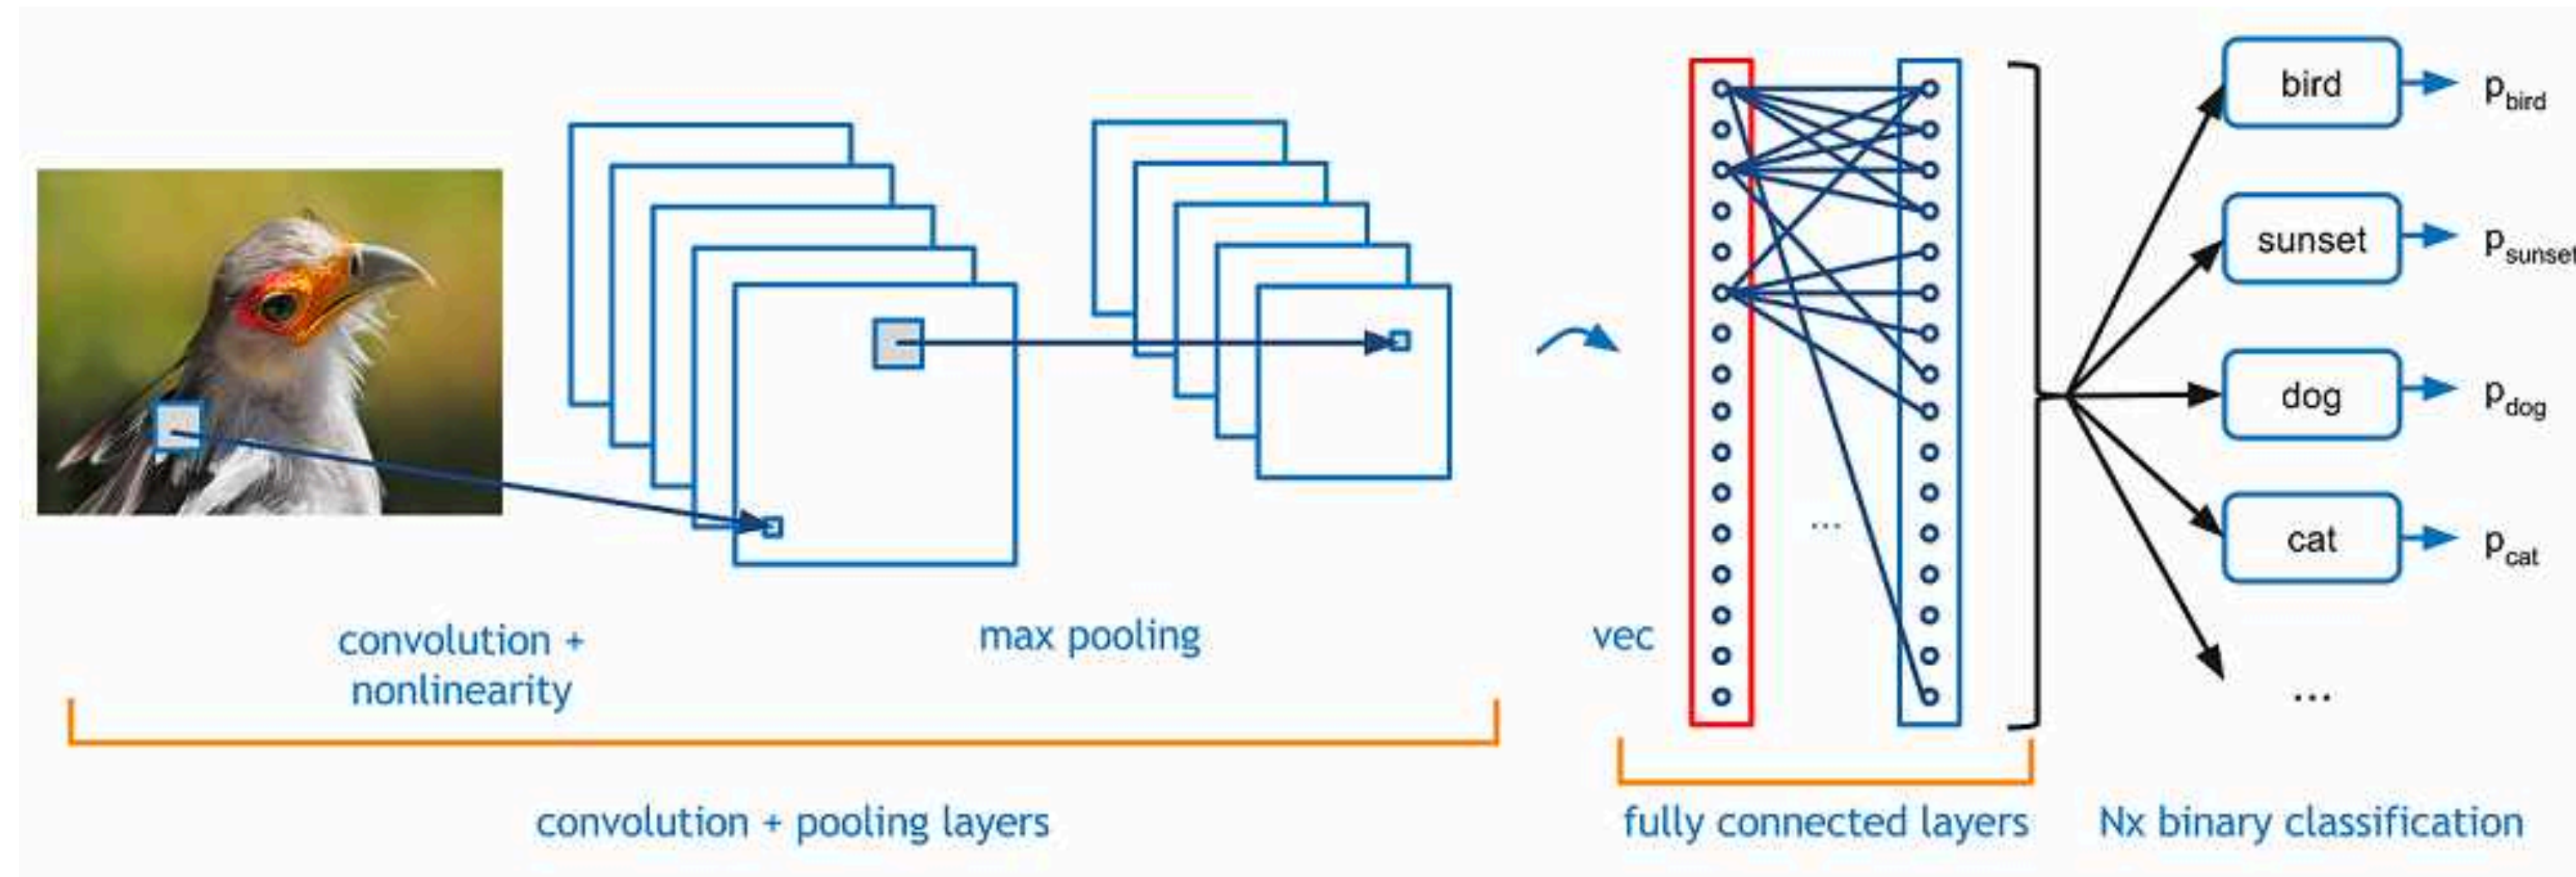 convolution +
nonlinearity
max pooling
convolution + pooling layers
vec
...
fully connected layers
bird
p_bird
sunset
p_sunset
dog
p_dog
cat
p_cat
...
Nx binary classification